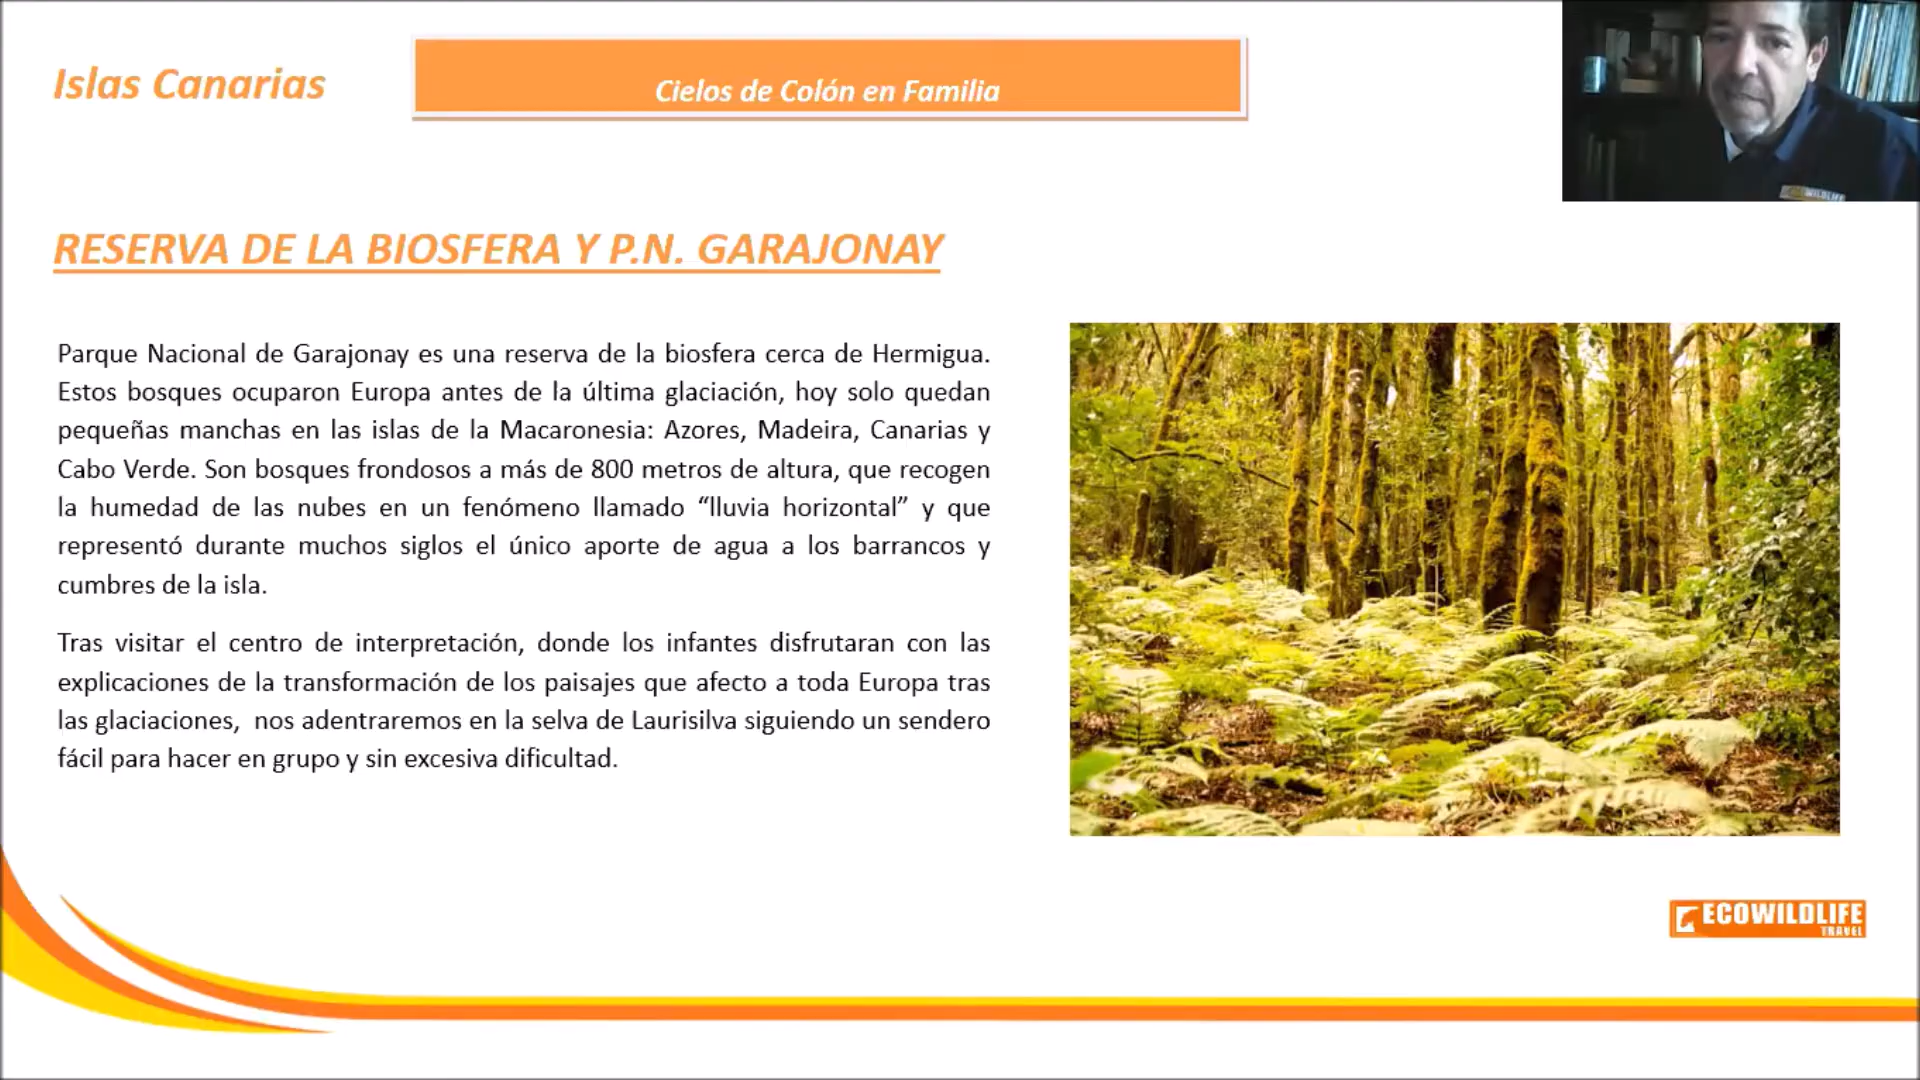 Islas Canarias
Cielos de Colón en Familia
WILDLIFE
RESERVA DE LA BIOSFERA Y P.N. GARAJONAY
Parque Nacional de Garajonay es una reserva de la biosfera cerca de Hermigua.
Estos bosques ocuparon Europa antes de la última glaciación, hoy solo quedan
pequeñas manchas en las islas de la Macaronesia: Azores, Madeira, Canarias y
Cabo Verde. Son bosques frondosos a más de 800 metros de altura, que recogen
la humedad de las nubes en un fenómeno llamado “lluvia horizontal” y que
representó durante muchos siglos el único aporte de agua a los barrancos y
cumbres de la isla.
Tras visitar el centro de interpretación, donde los infantes disfrutaran con las
explicaciones de la transformación de los paisajes que afecto a toda Europa tras
las glaciaciones, nos adentraremos en la selva de Laurisilva siguiendo un sendero
fácil para hacer en grupo y sin excesiva dificultad.
ECOWILDLIFE
TRAVEL